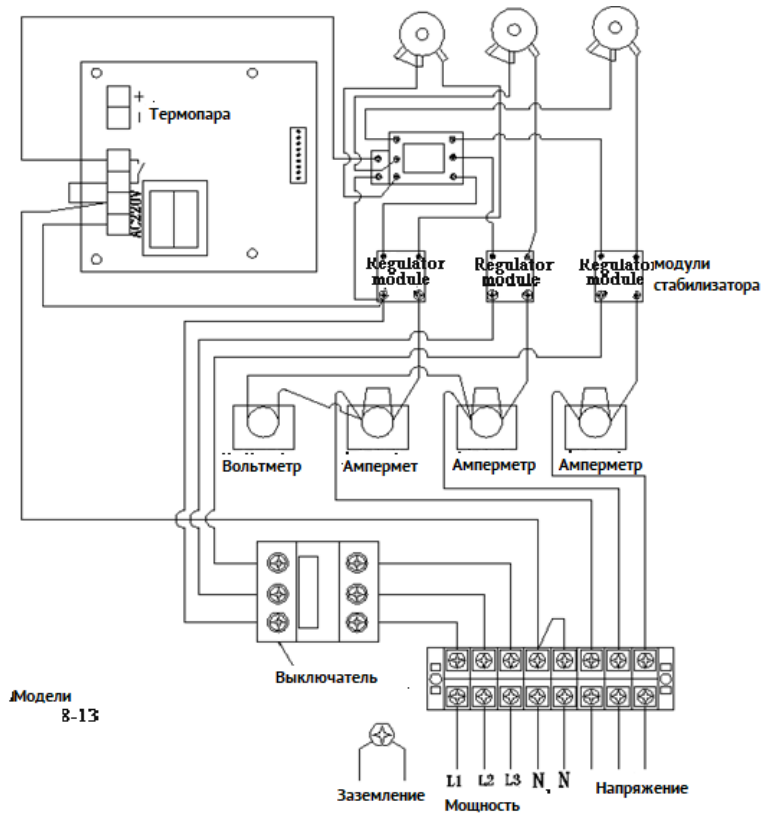 +
Термопара
AC220V
Regulator
module
Regulator
module
Regulator
module
модули
стабилизатора
Вольтметр
Ампермет
Амперметр
Амперметр
Выключатель
Модели
8-13
L1 L2 L3 N, N
Напряжение
Заземление
Мощность